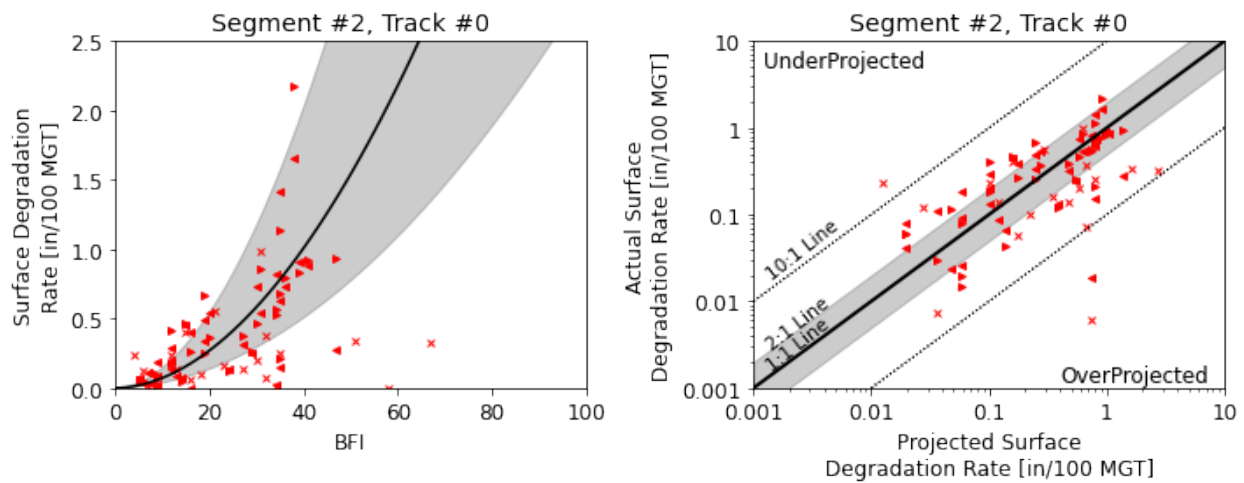 Segment #2, Track #0
Surface Degradation
Rate [in/100 MGT]
2.5
2.0
1.5
1.0
0.5
0.0
0
20
40
60
80
100
BFI
Segment #2, Track #0
Actual Surface
Degradation Rate [in/100 MGT]
10
1
0.1
0.01
0.001
UnderProjected
10:1 Line
2:1 Line
1:1 Line
OverProjected
0.001
0.01
0.1
1
10
Projected Surface
Degradation Rate [in/100 MGT]